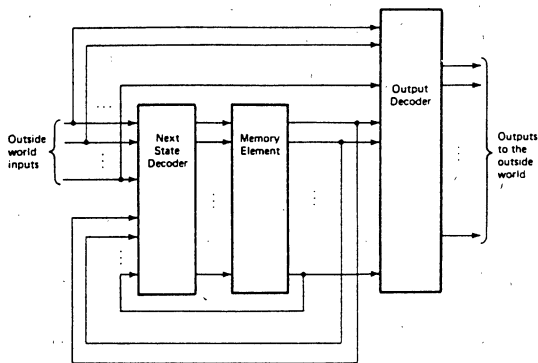 Outside
world
inputs
Next
State
Decoder
Memory
Element
Output
Decoder
Outputs
to the
outside
world